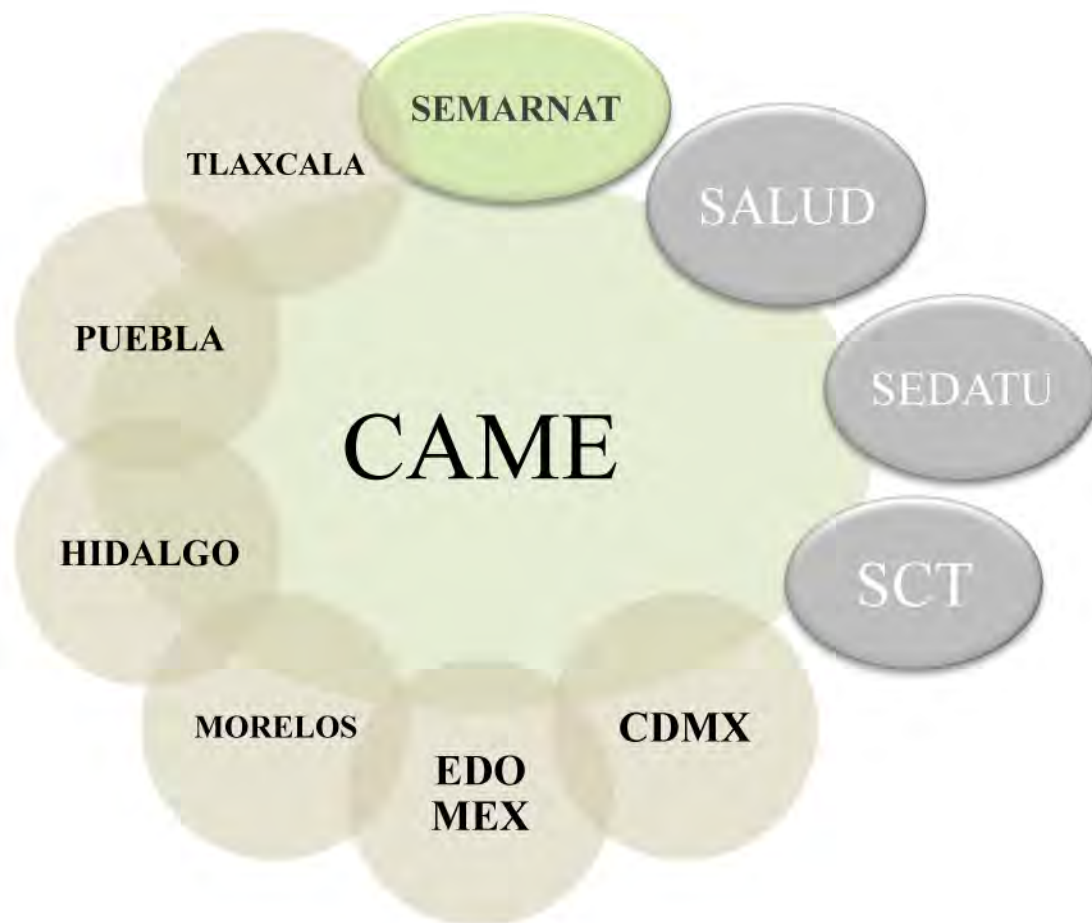 SEMARNAT
TLAXCALA
SALUD
PUEBLA
SEDATU
CAME
HIDALGO
SCT
MORELOS
CDMX
EDO
MEX